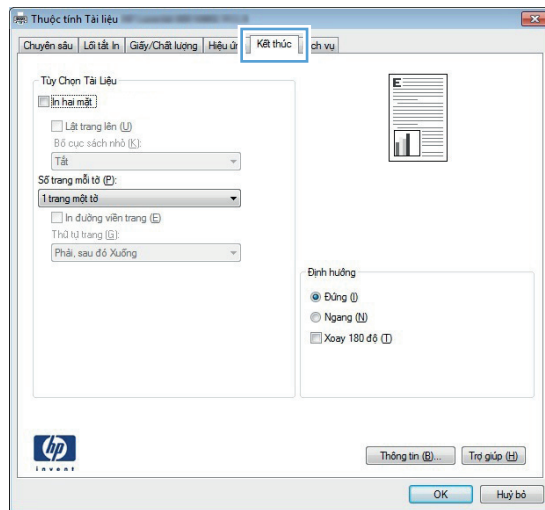 Thuộc tính Tài liệu
Chuyên sâu Lối tắt In Giấy/Chất lượng Hiệu ứ Kết thúc ch vụ
Tùy Chọn Tài Liệu
In hai mặt
Lật trang lên (U)
Bố cục sách nhỏ (K):
Tắt
Số trang mỗi tờ (P):
1 trang một tờ
In đường viền trang (E)
Thứ tự trang (G):
Phải, sau đó Xuống
E
Định hướng
Đứng (I)
Ngang (N)
Xoay 180 độ (T)
hp
invent
Thông tin (B)... Trợ giúp (H)
OK Huỷ bỏ